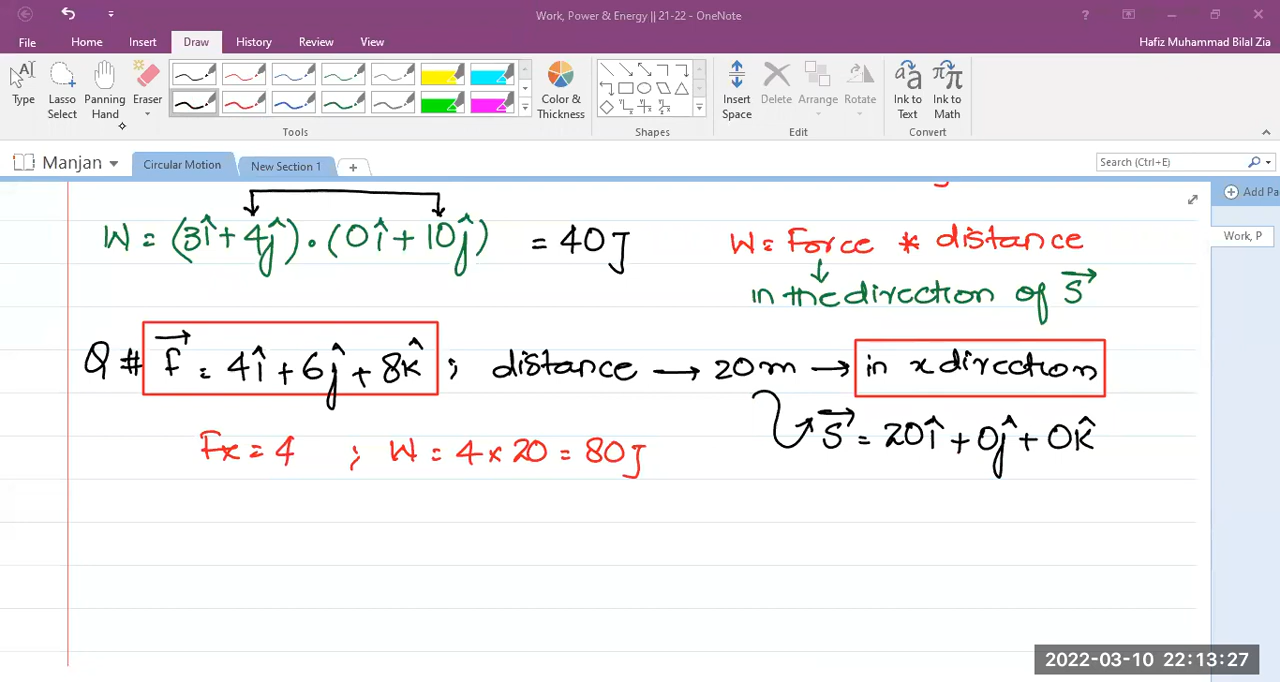 Work, Power & Energy || 21-22 - OneNote
File Home Insert Draw History Review View
Hafiz Muhammad Bilal Zia
Type
Lasso Select
Panning Hand
Eraser
Color & Thickness
Insert Space
Delete
Arrange
Rotate
Ink to Text
Ink to Math
Tools
Shapes
Edit
Convert
Manjan
Circular Motion
New Section 1
Search (Ctrl+E)
Add Pa
Work, P
W = (3î + 4ĵ) • (0î + 10ĵ) = 40J
W = Force * distance
in the direction of S⃗
Q # F⃗ = 4î + 6ĵ + 8k̂ ; distance → 20m → in x direction
S⃗ = 20î + 0ĵ + 0k̂
Fx = 4 ; W = 4 × 20 = 80J
2022-03-10 22:13:27